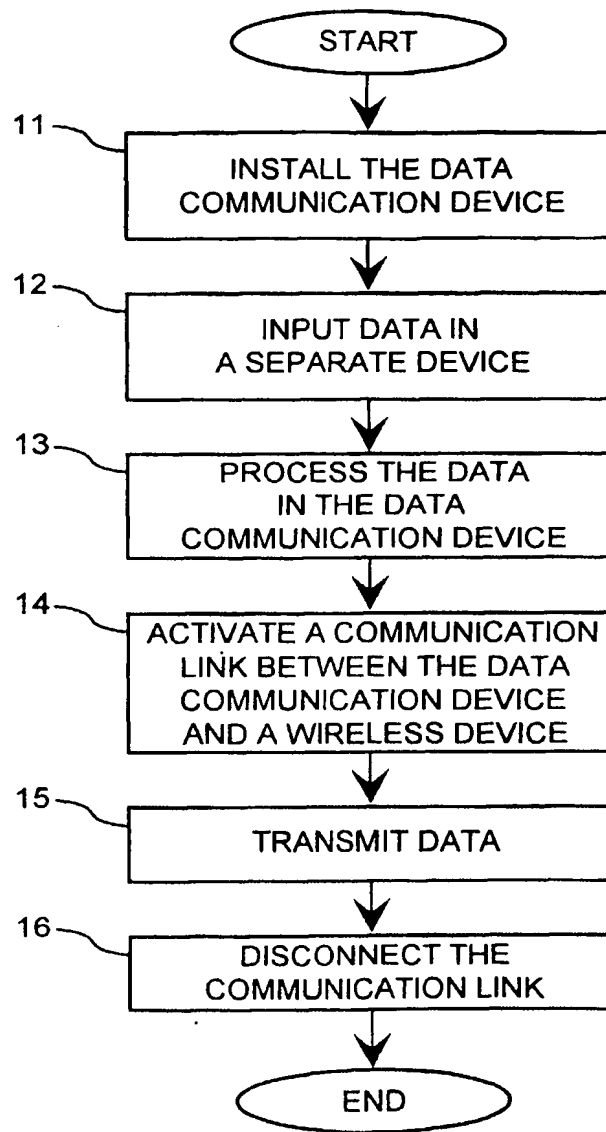 START
11
INSTALL THE DATA
COMMUNICATION DEVICE
12
INPUT DATA IN
A SEPARATE DEVICE
13
PROCESS THE DATA
IN THE DATA
COMMUNICATION DEVICE
14
ACTIVATE A COMMUNICATION
LINK BETWEEN THE DATA
COMMUNICATION DEVICE
AND A WIRELESS DEVICE
15
TRANSMIT DATA
16
DISCONNECT THE
COMMUNICATION LINK
END